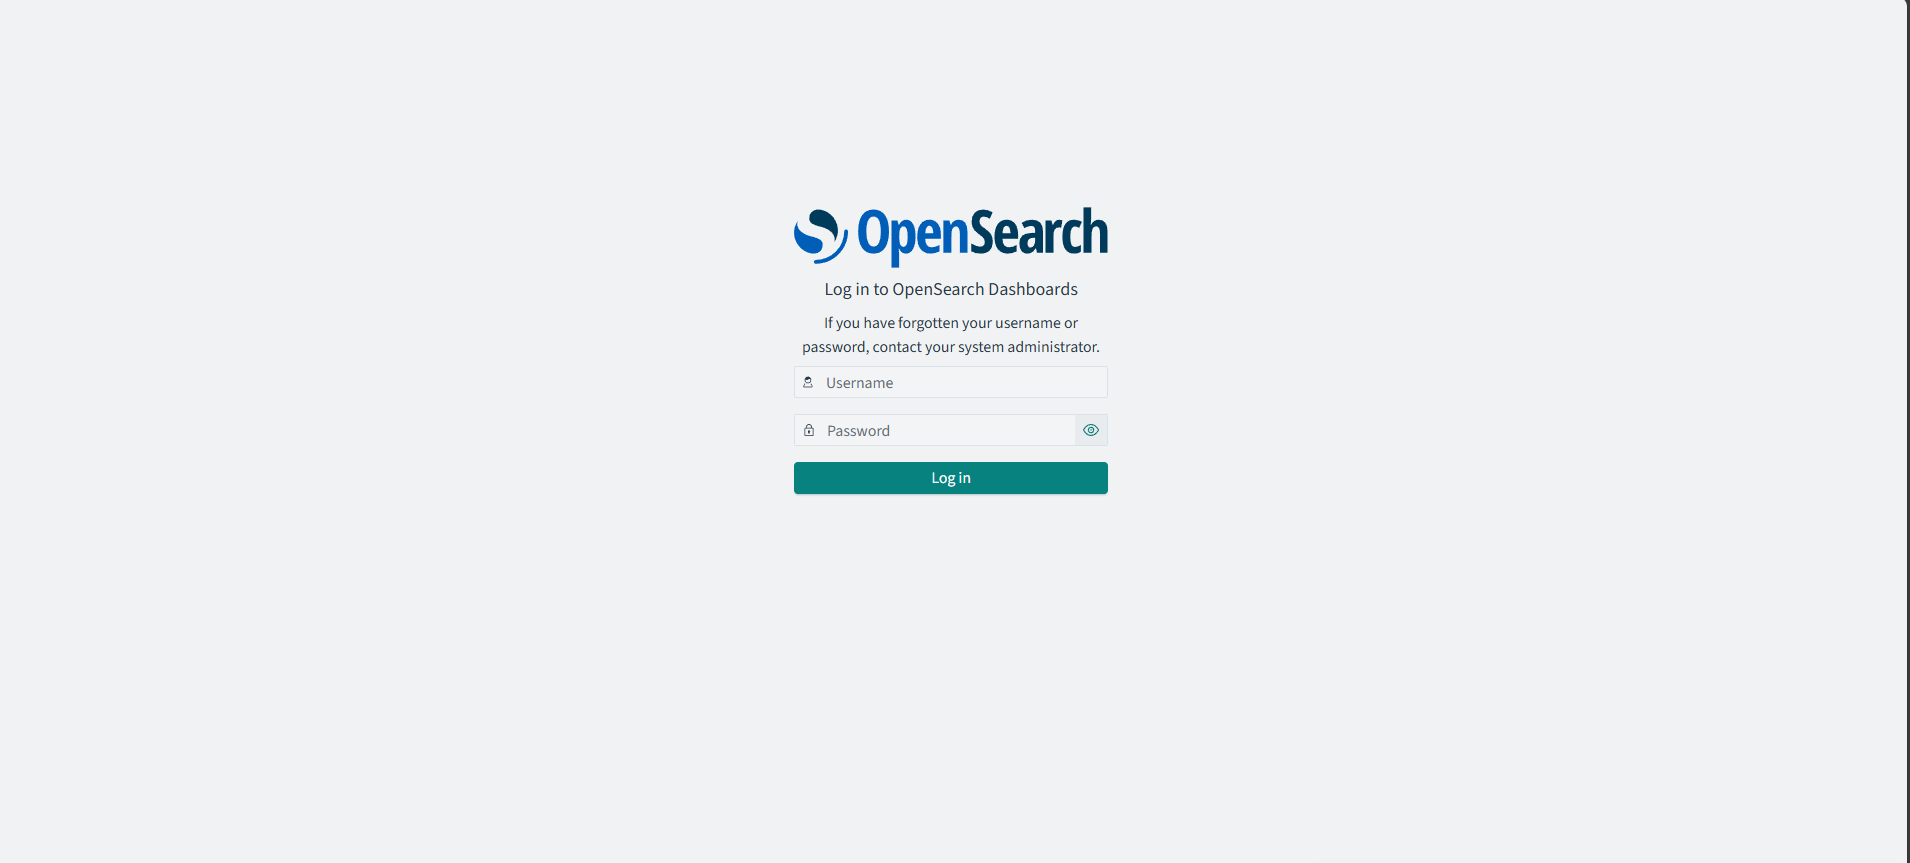 OpenSearch
Log in to OpenSearch Dashboards
If you have forgotten your username or
password, contact your system administrator.
Username
Password
Log in